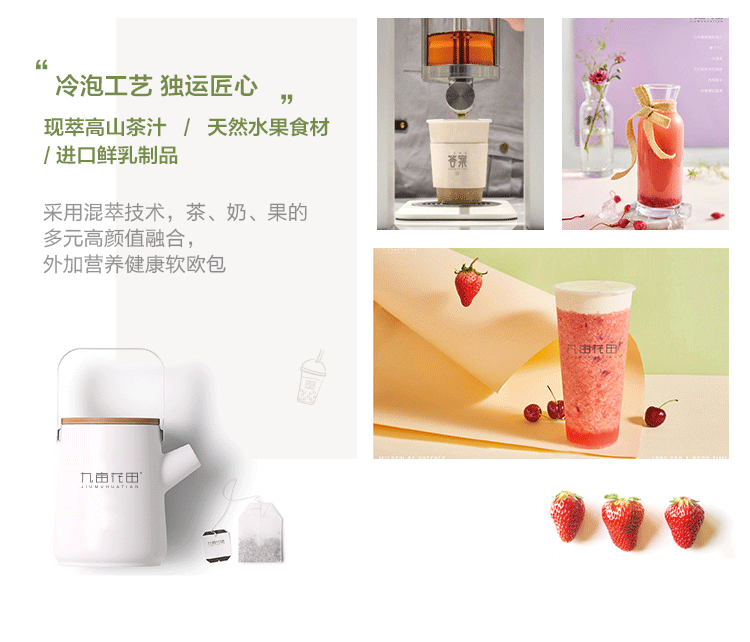 “ 冷泡工艺 独运匠心 ”
现萃高山茶汁 / 天然水果食材
/ 进口鲜乳制品
采用混萃技术，茶、奶、果的
多元高颜值融合，
外加营养健康软欧包
九亩花田
九亩花田
JIUMUHUATIAN